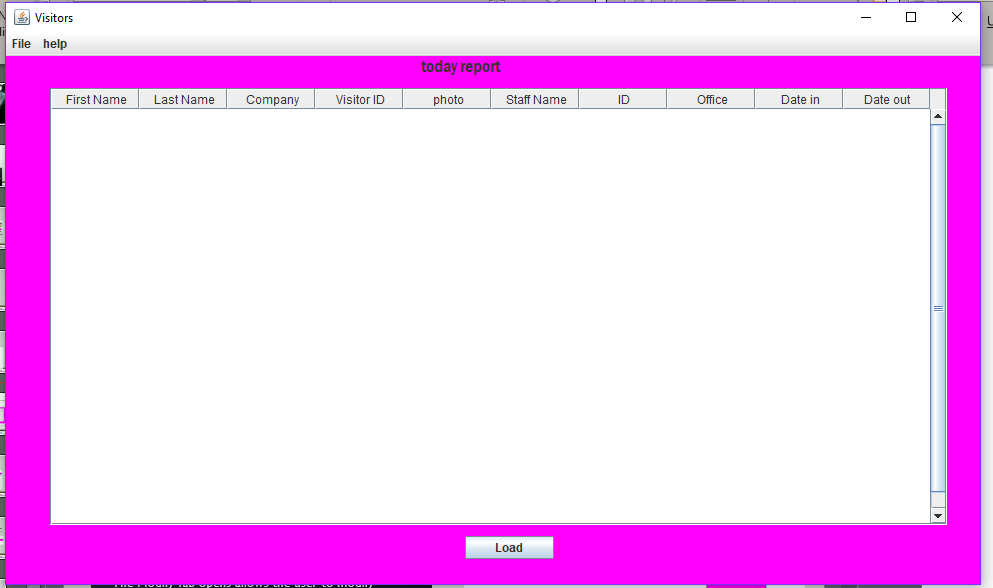 Visitors
File help
today report
First Name Last Name Company Visitor ID photo Staff Name ID Office Date in Date out
Load